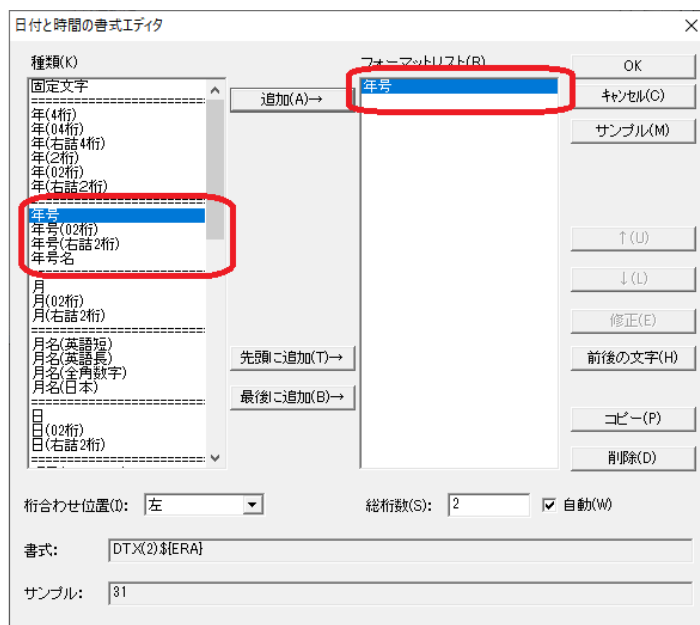 日付と時間の書式エディタ
種類(K)
固定文字
年(4桁)
年(04桁)
年(右詰4桁)
年(2桁)
年(02桁)
年(右詰2桁)
年号
年号(02桁)
年号(右詰2桁)
年号名
月
月(02桁)
月(右詰2桁)
月名(英語短)
月名(英語長)
月名(全角数字)
月名(日本)
日
日(02桁)
日(右詰2桁)
追加(A)→
先頭に追加(T)→
最後に追加(B)→
フォーマットリスト(R)
年号
OK
キャンセル(C)
サンプル(M)
↑(U)
↓(L)
修正(E)
前後の文字(H)
コピー(P)
削除(D)
桁合わせ位置(I): 左
総桁数(S): 2 自動(W)
書式: DTX(2)${ERA}
サンプル: 31